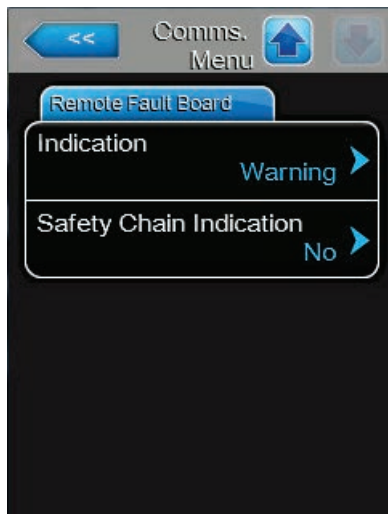 <<
Comms.
Menu
Remote Fault Board
Indication
Warning
Safety Chain Indication
No